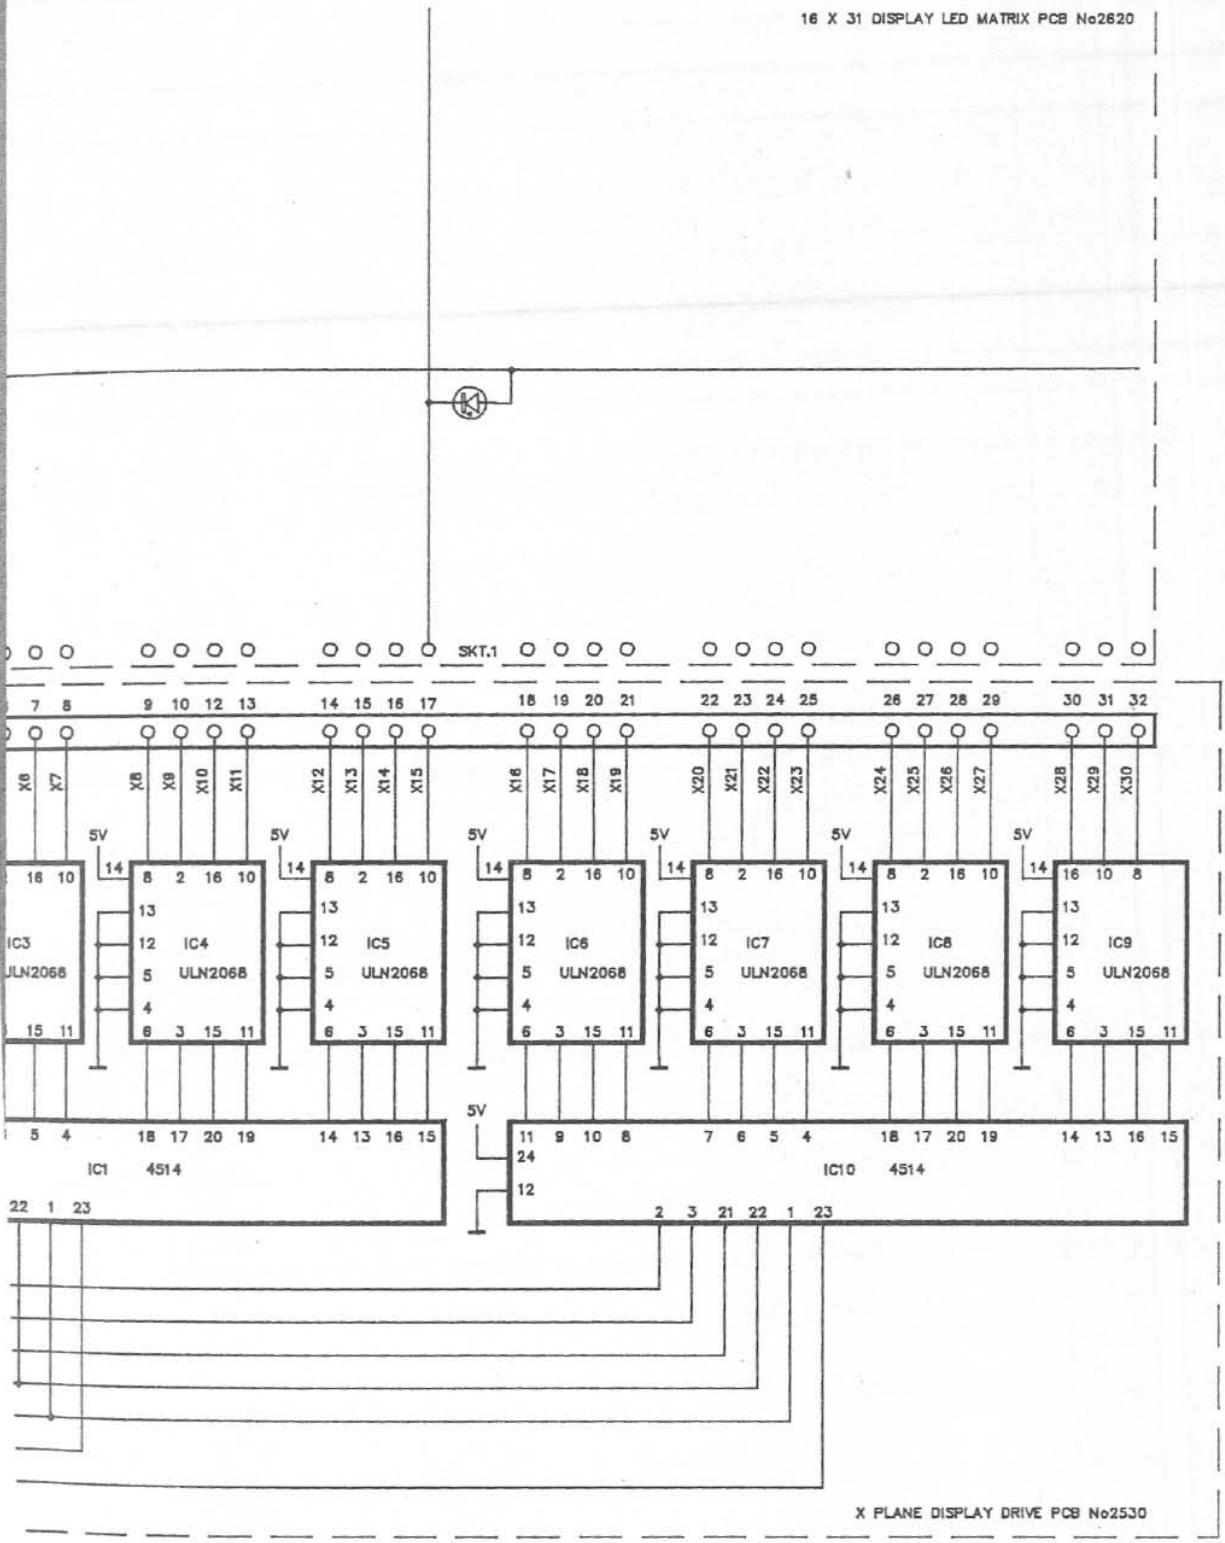 16 X 31 DISPLAY LED MATRIX PCB No2620
SKT.1
7 8 9 10 12 13 14 15 16 17 18 19 20 21 22 23 24 25 26 27 28 29 30 31 32
X6 X7 X8 X9 X10 X11 X12 X13 X14 X15 X16 X17 X18 X19 X20 X21 X22 X23 X24 X25 X26 X27 X28 X29 X30
5V 5V 5V 5V 5V 5V
14 14 14 14 14 14
16 10 8 2 16 10 8 2 16 10 8 2 16 10 8 2 16 10 8 2 16 10 16 10 8
13 13 13 13 13 13
12 12 12 12 12 12
IC3 IC4 IC5 IC6 IC7 IC8 IC9
5 5 5 5 5 5
ULN2068 ULN2068 ULN2068 ULN2068 ULN2068 ULN2068 ULN2068
4 4 4 4 4 4
15 11 6 3 15 11 6 3 15 11 6 3 15 11 6 3 15 11 6 3 15 11 6 3 15 11
5V
5 4 18 17 20 19 14 13 16 15 11 9 10 8 7 6 5 4 18 17 20 19 14 13 16 15
24
IC1 4514 IC10 4514
12
22 1 23 2 3 21 22 1 23
X PLANE DISPLAY DRIVE PCB No2530